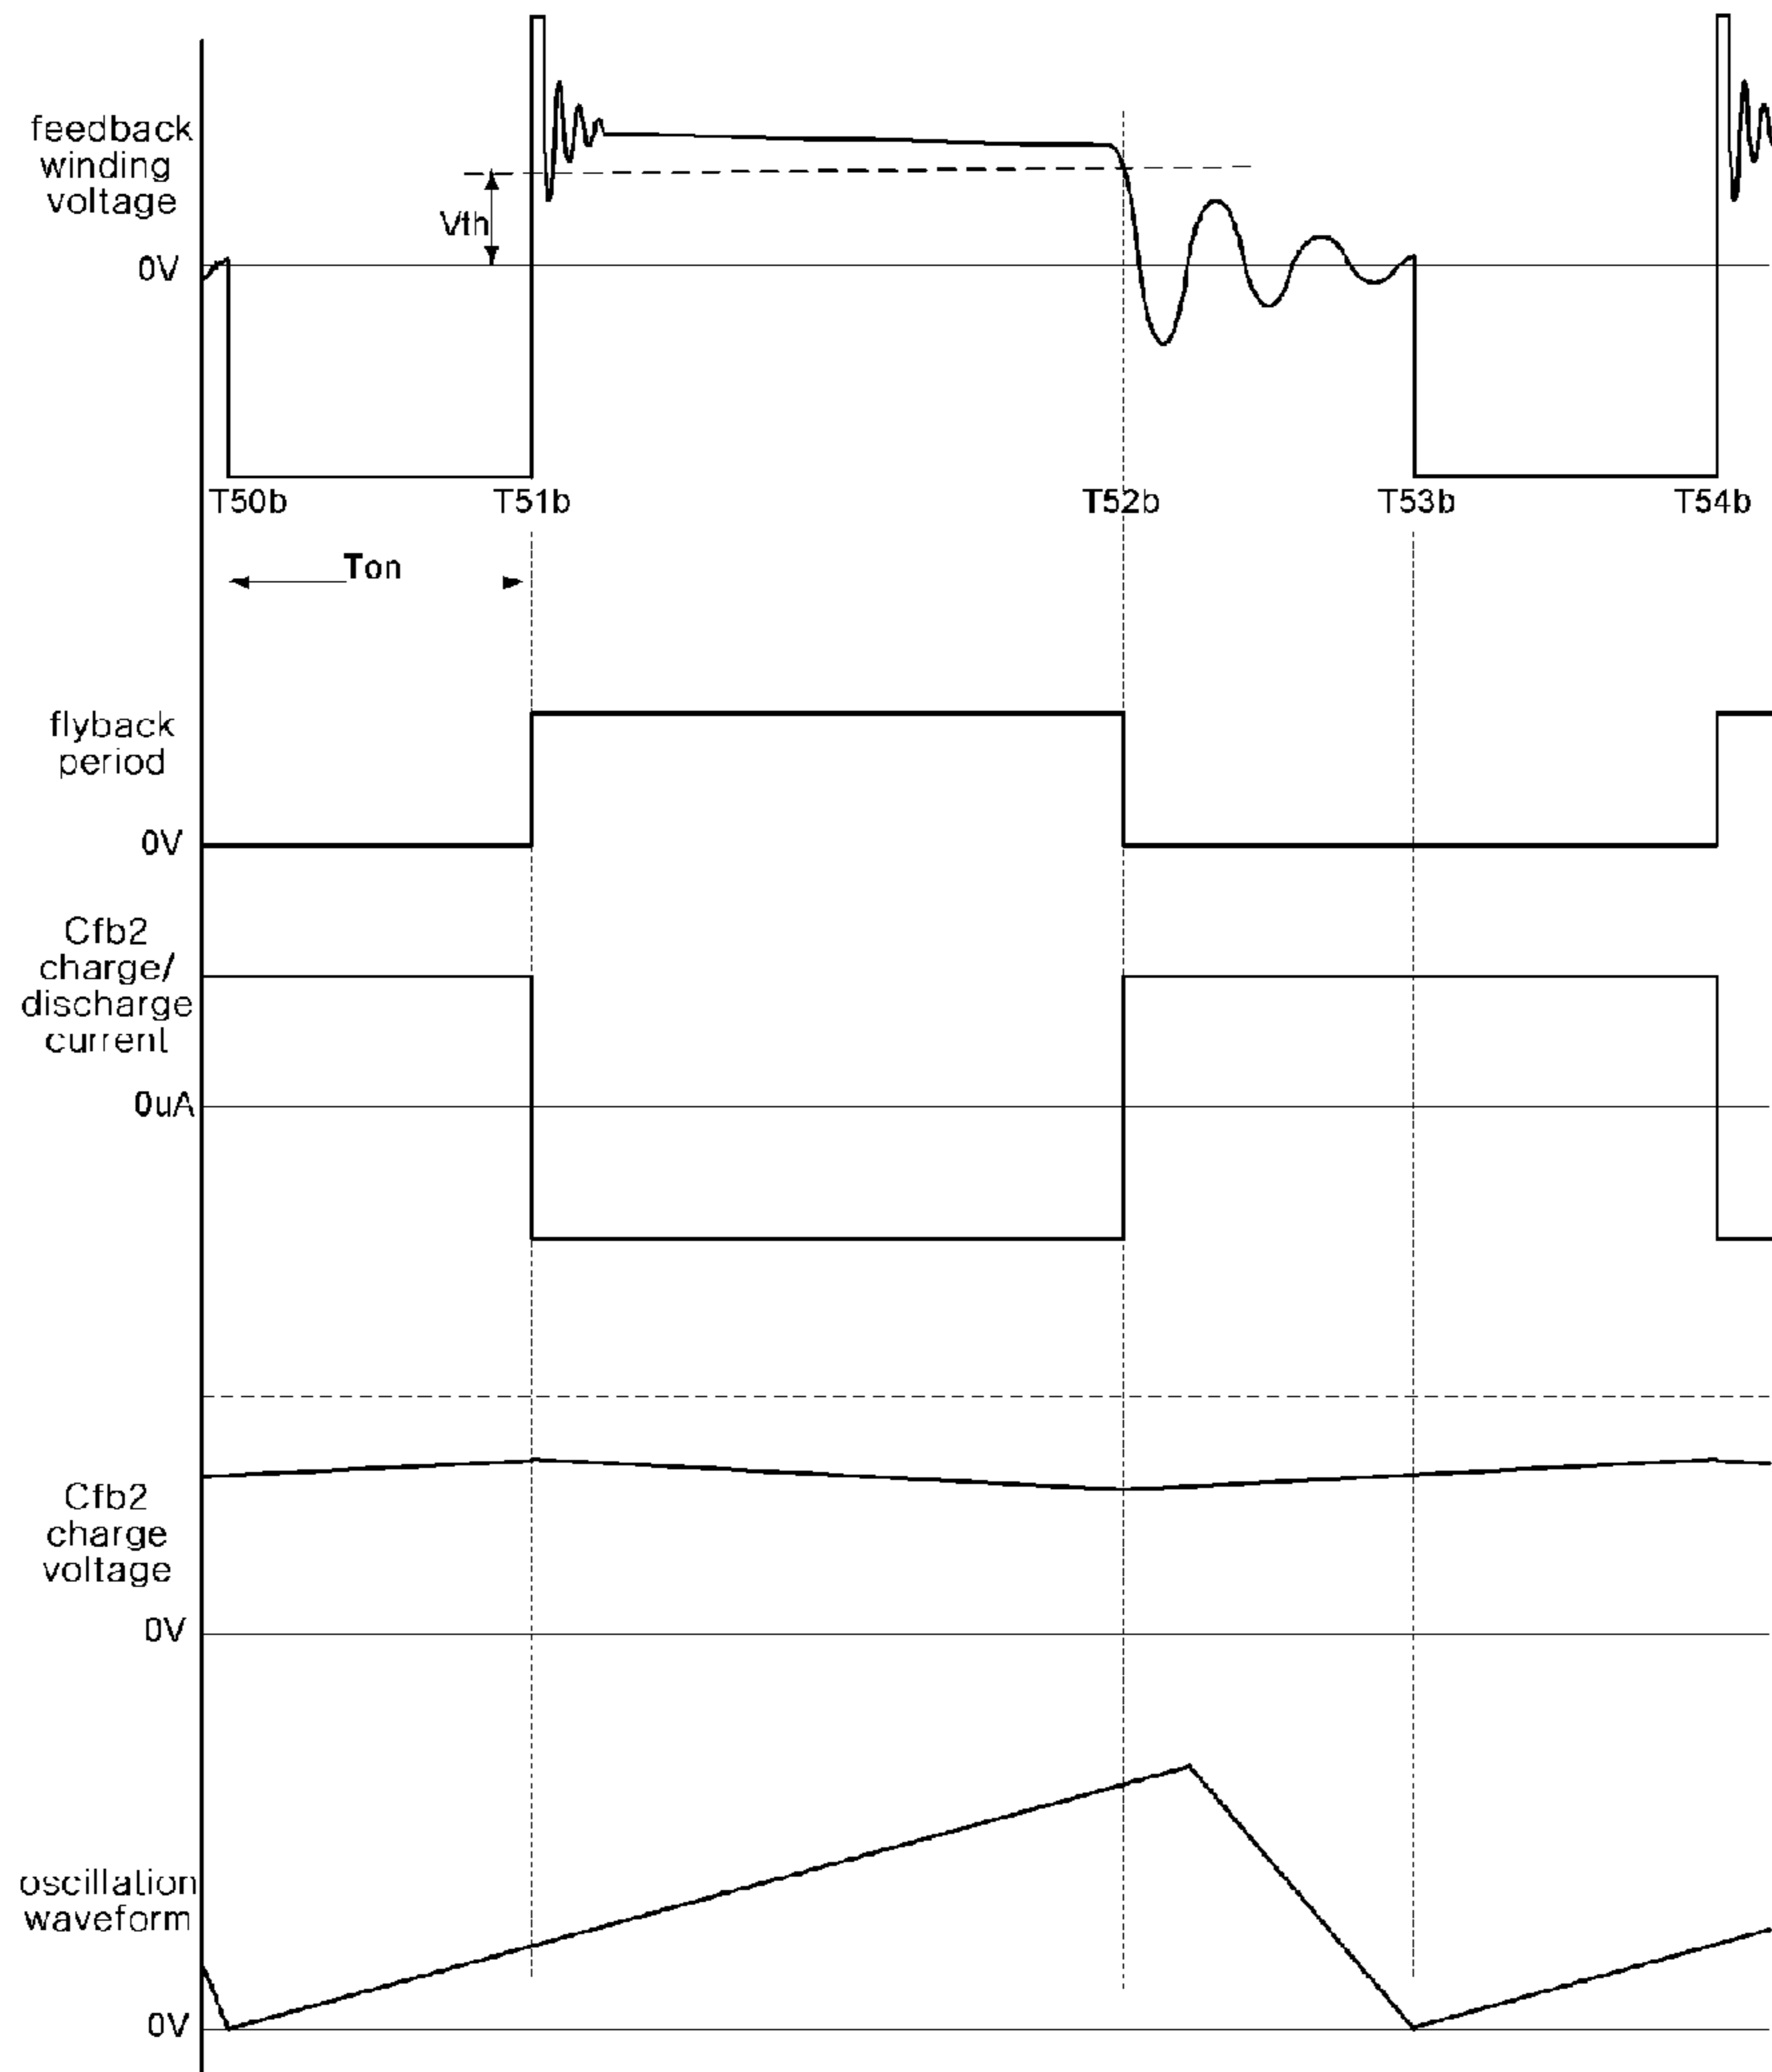 feedback
winding
voltage
Vth
0V
T50b
T51b
T52b
T53b
T54b
Ton
flyback
period
0V
Cfb2
charge/
discharge
current
0uA
Cfb2
charge
voltage
0V
oscillation
waveform
0V